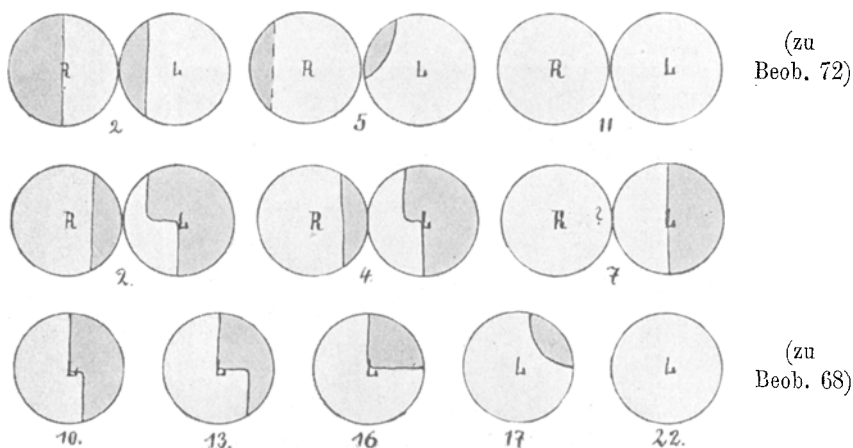 R L R L R L
(zu
Beob. 72)
2 5 11
R L R L R ? L
2. 4. 7
L L L L L
(zu
Beob. 68)
10. 13. 16 17 22.